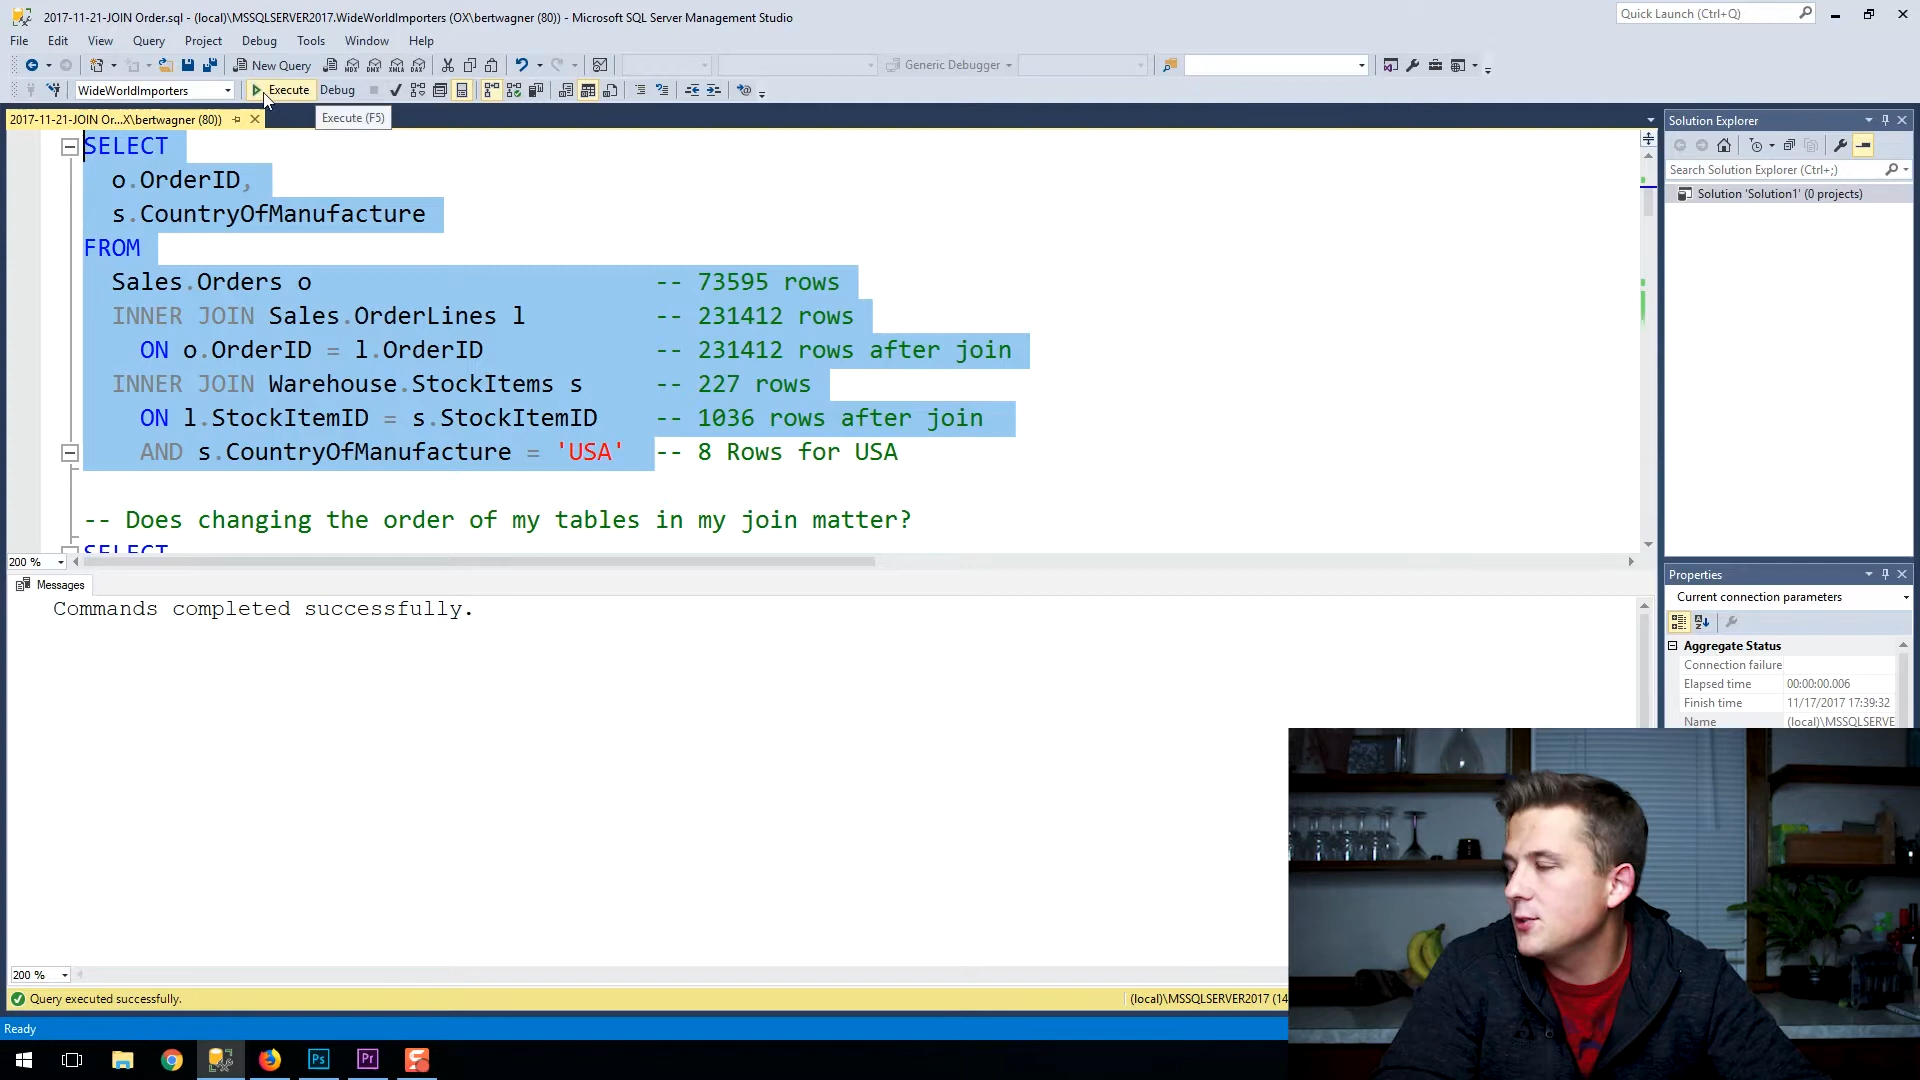 2017-11-21-JOIN Order.sql - (local)\MSSQLSERVER2017.WideWorldImporters (OX\bertwagner (80)) - Microsoft SQL Server Management Studio
Quick Launch (Ctrl+Q)
File Edit View Query Project Debug Tools Window Help
New Query
Generic Debugger
WideWorldImporters
Execute
Debug
2017-11-21-JOIN Or...X\bertwagner (80))
Execute (F5)
SELECT
o.OrderID,
s.CountryOfManufacture
FROM
Sales.Orders o -- 73595 rows
INNER JOIN Sales.OrderLines l -- 231412 rows
ON o.OrderID = l.OrderID -- 231412 rows after join
INNER JOIN Warehouse.StockItems s -- 227 rows
ON l.StockItemID = s.StockItemID -- 1036 rows after join
AND s.CountryOfManufacture = 'USA' -- 8 Rows for USA
-- Does changing the order of my tables in my join matter?
SELECT
200 %
Messages
Commands completed successfully.
200 %
Query executed successfully.
(local)\MSSQLSERVER2017 (14
Ready
Solution Explorer
Search Solution Explorer (Ctrl+;)
Solution 'Solution1' (0 projects)
Properties
Current connection parameters
Aggregate Status
Connection failure
Elapsed time 00:00:00.006
Finish time 11/17/2017 17:39:32
Name (local)\MSSQLSERVE
Ps
Pr